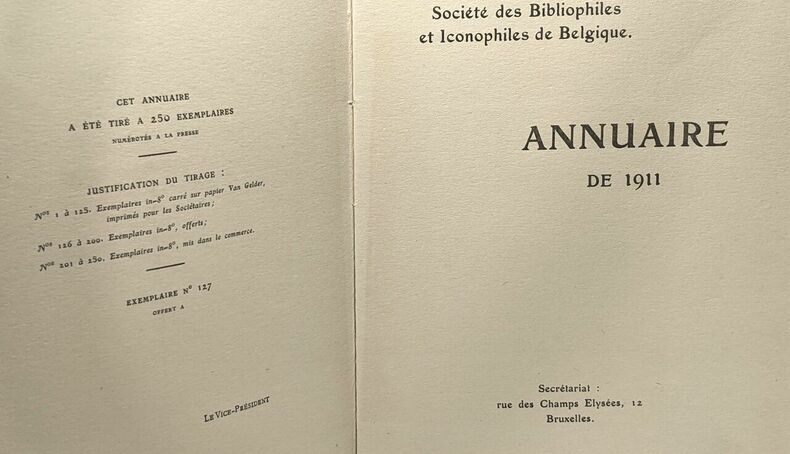 CET ANNUAIRE
A ÉTÉ TIRÉ A 250 EXEMPLAIRES
NUMÉROTÉS A LA PRESSE
JUSTIFICATION DU TIRAGE :
Nos 1 à 125. Exemplaires in-8º carré sur papier Van Gelder,
imprimés pour les Sociétaires;
Nos 126 à 200. Exemplaires in-8º, offerts;
Nos 201 à 250. Exemplaires in-8º, mis dans le commerce.
EXEMPLAIRE Nº 127
OFFERT A
LE VICE-PRÉSIDENT
Société des Bibliophiles
et Iconophiles de Belgique.
ANNUAIRE
DE 1911
Secrétariat :
rue des Champs Elysées, 12
Bruxelles.